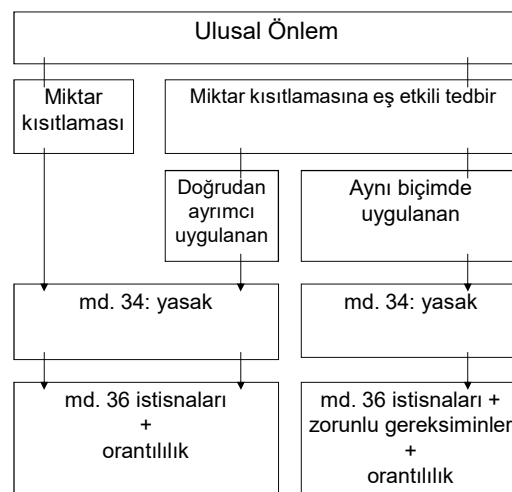 Ulusal Önlem
Miktar
kısıtlaması
Miktar kısıtlamasına eş etkili tedbir
Doğrudan
ayrımcı
uygulanan
Aynı biçimde
uygulanan
md. 34: yasak
md. 34: yasak
md. 36 istisnaları
+
orantılılık
md. 36 istisnaları +
zorunlu gereksiminler
+
orantılılık